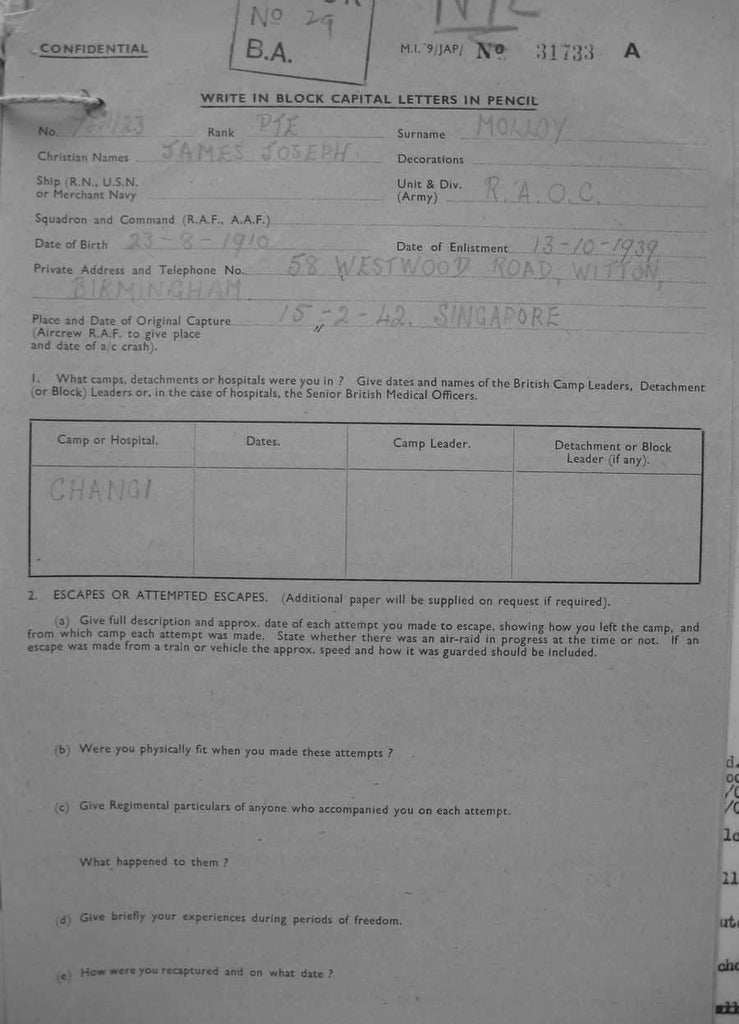 No 29
B.A.
CONFIDENTIAL M.I. 9/JAP/ No 31733 A
WRITE IN BLOCK CAPITAL LETTERS IN PENCIL
No. Rank PTE Surname MOLLOY
Christian Names JAMES JOSEPH Decorations
Ship (R.N., U.S.N. or Merchant Navy Unit & Div. (Army) R.A.O.C.
Squadron and Command (R.A.F., A.A.F.)
Date of Birth 23-8-1910 Date of Enlistment 13-10-1939
Private Address and Telephone No. 58 WESTWOOD ROAD, WITTON,
BIRMINGHAM
Place and Date of Original Capture 15-2-42. SINGAPORE
(Aircrew R.A.F. to give place
and date of a/c crash).
1. What camps, detachments or hospitals were you in ? Give dates and names of the British Camp Leaders, Detachment
(or Block) Leaders or, in the case of hospitals, the Senior British Medical Officers.
Camp or Hospital. Dates. Camp Leader. Detachment or Block
Leader (if any).
CHANGI
2. ESCAPES OR ATTEMPTED ESCAPES. (Additional paper will be supplied on request if required).
(a) Give full description and approx. date of each attempt you made to escape, showing how you left the camp, and
from which camp each attempt was made. State whether there was an air-raid in progress at the time or not. If an
escape was made from a train or vehicle the approx. speed and how it was guarded should be included.
(b) Were you physically fit when you made these attempts ?
(c) Give Regimental particulars of anyone who accompanied you on each attempt.
What happened to them ?
(d) Give briefly your experiences during periods of freedom.
(e) How were you recaptured and on what date ?